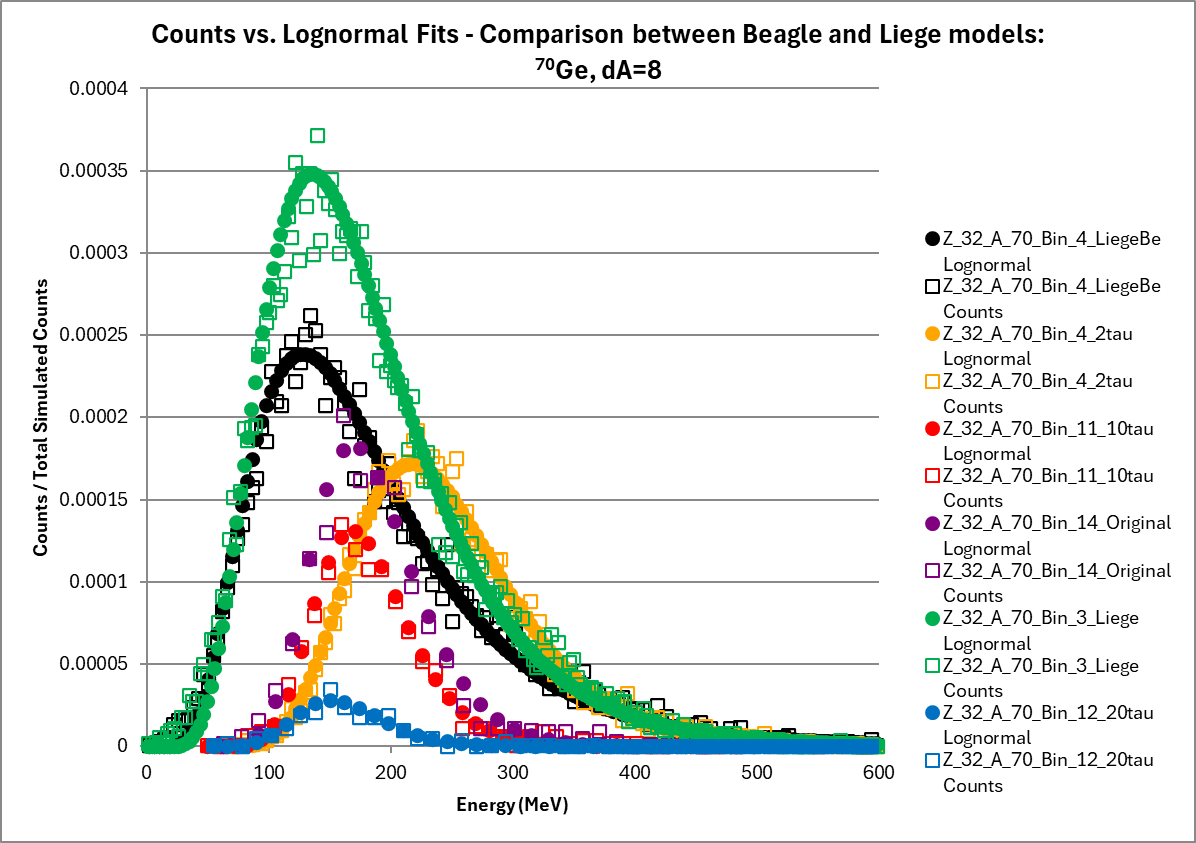 Counts vs. Lognormal Fits - Comparison between Beagle and Liege models:
⁷⁰Ge, dA=8
0.0004
0.00035
0.0003
0.00025
0.0002
0.00015
0.0001
0.00005
0
Counts / Total Simulated Counts
0 100 200 300 400 500 600
Energy (MeV)
Z_32_A_70_Bin_4_LiegeBe
Lognormal
Z_32_A_70_Bin_4_LiegeBe
Counts
Z_32_A_70_Bin_4_2tau
Lognormal
Z_32_A_70_Bin_4_2tau
Counts
Z_32_A_70_Bin_11_10tau
Lognormal
Z_32_A_70_Bin_11_10tau
Counts
Z_32_A_70_Bin_14_Original
Lognormal
Z_32_A_70_Bin_14_Original
Counts
Z_32_A_70_Bin_3_Liege
Lognormal
Z_32_A_70_Bin_3_Liege
Counts
Z_32_A_70_Bin_12_20tau
Lognormal
Z_32_A_70_Bin_12_20tau
Counts